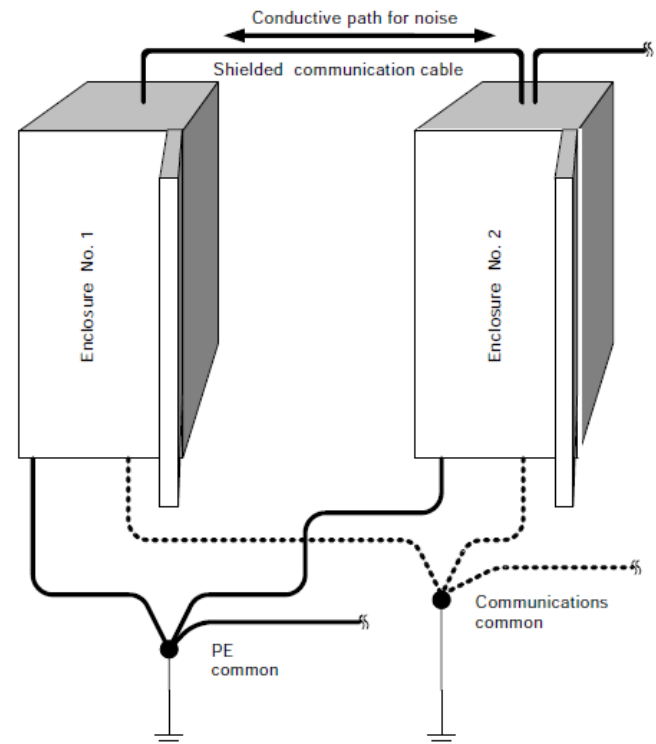 Conductive path for noise
Shielded communication cable
Enclosure No. 1
Enclosure No. 2
Communications
common
PE
common